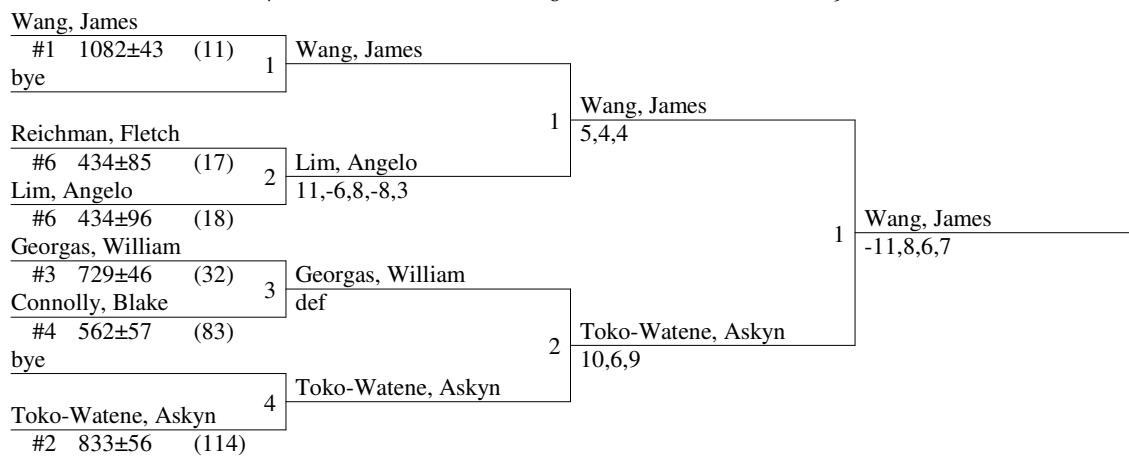 Wang, James
#1 1082±43 (11)
bye
1
Wang, James
Reichman, Fletch
#6 434±85 (17)
Lim, Angelo
#6 434±96 (18)
2
Lim, Angelo
11,-6,8,-8,3
1
Wang, James
5,4,4
Georgas, William
#3 729±46 (32)
Connolly, Blake
#4 562±57 (83)
3
Georgas, William
def
bye
Toko-Watene, Askyn
#2 833±56 (114)
4
Toko-Watene, Askyn
2
Toko-Watene, Askyn
10,6,9
1
Wang, James
-11,8,6,7